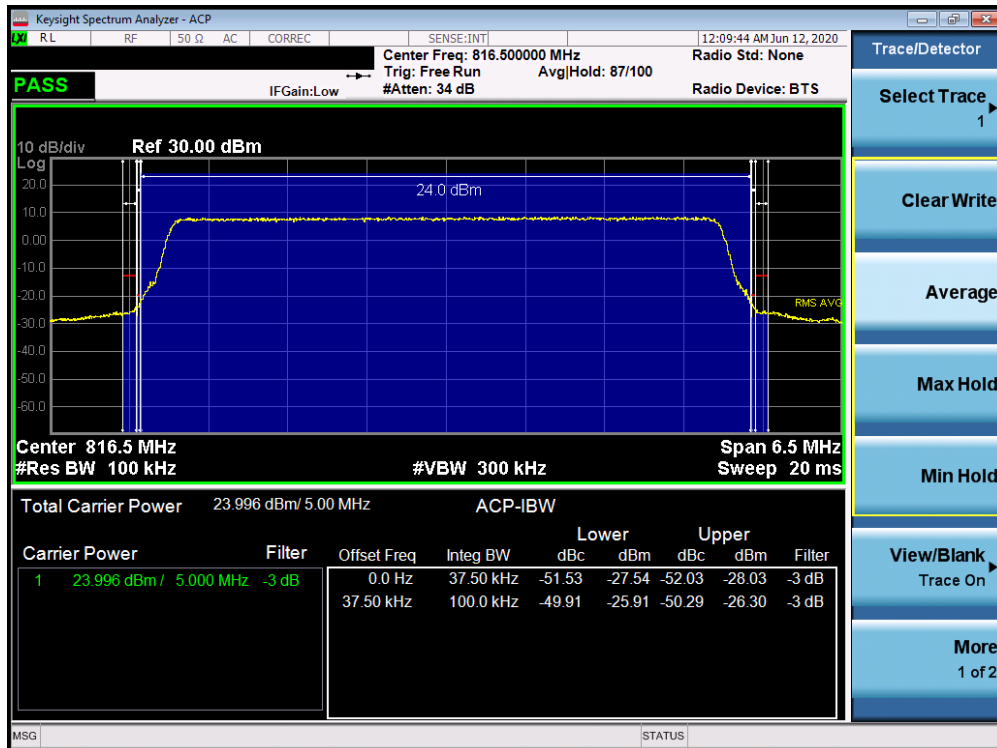 Keysight Spectrum Analyzer - ACP
LXI RL RF 50 Ω AC CORREC SENSE:INT 12:09:44 AM Jun 12, 2020
Center Freq: 816.500000 MHz Radio Std: None
Trig: Free Run Avg|Hold: 87/100
PASS IFGain:Low #Atten: 34 dB Radio Device: BTS
10 dB/div Ref 30.00 dBm
Log
20.0
24.0 dBm
10.0
0.00
-10.0
-20.0
RMS AVG
-30.0
-40.0
-50.0
-60.0
Center 816.5 MHz Span 6.5 MHz
#Res BW 100 kHz #VBW 300 kHz Sweep 20 ms
Total Carrier Power 23.996 dBm/ 5.00 MHz ACP-IBW
Lower Upper
Carrier Power Filter Offset Freq Integ BW dBc dBm dBc dBm Filter
1 23.996 dBm / 5.000 MHz -3 dB 0.0 Hz 37.50 kHz -51.53 -27.54 -52.03 -28.03 -3 dB
37.50 kHz 100.0 kHz -49.91 -25.91 -50.29 -26.30 -3 dB
MSG STATUS
Trace/Detector
Select Trace
1
Clear Write
Average
Max Hold
Min Hold
View/Blank
Trace On
More
1 of 2